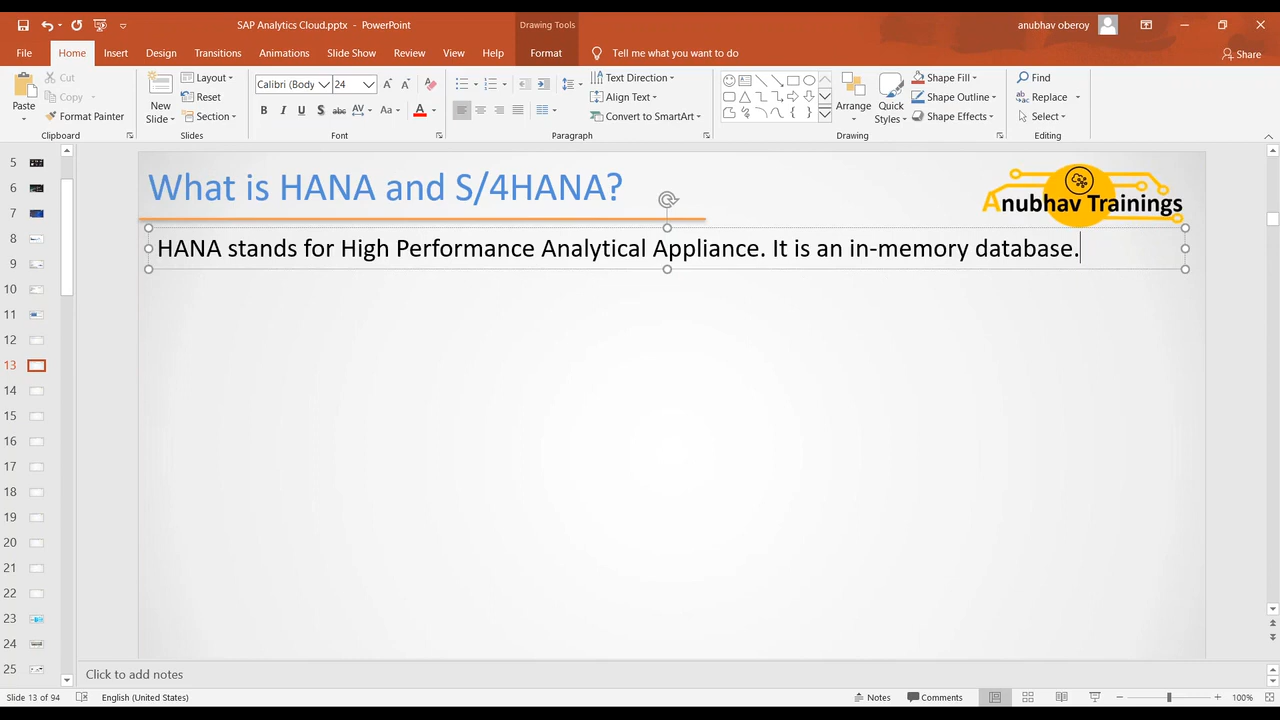 SAP Analytics Cloud.pptx - PowerPoint
Drawing Tools
anubhav oberoy
File Home Insert Design Transitions Animations Slide Show Review View Help Format Tell me what you want to do Share
Paste
Cut
Copy
Format Painter
Clipboard
New Slide
Layout
Reset
Section
Slides
Calibri (Body 24
B I U S abc AV Aa A
Font
Text Direction
Align Text
Convert to SmartArt
Paragraph
Arrange
Quick Styles
Shape Fill
Shape Outline
Shape Effects
Drawing
Find
Replace
Select
Editing
5
6
7
8
9
10
11
12
13
14
15
16
17
18
19
20
21
22
23
24
25
What is HANA and S/4HANA?
Anubhav Trainings
HANA stands for High Performance Analytical Appliance. It is an in-memory database.
Click to add notes
Slide 13 of 94 English (United States) Notes Comments 100%